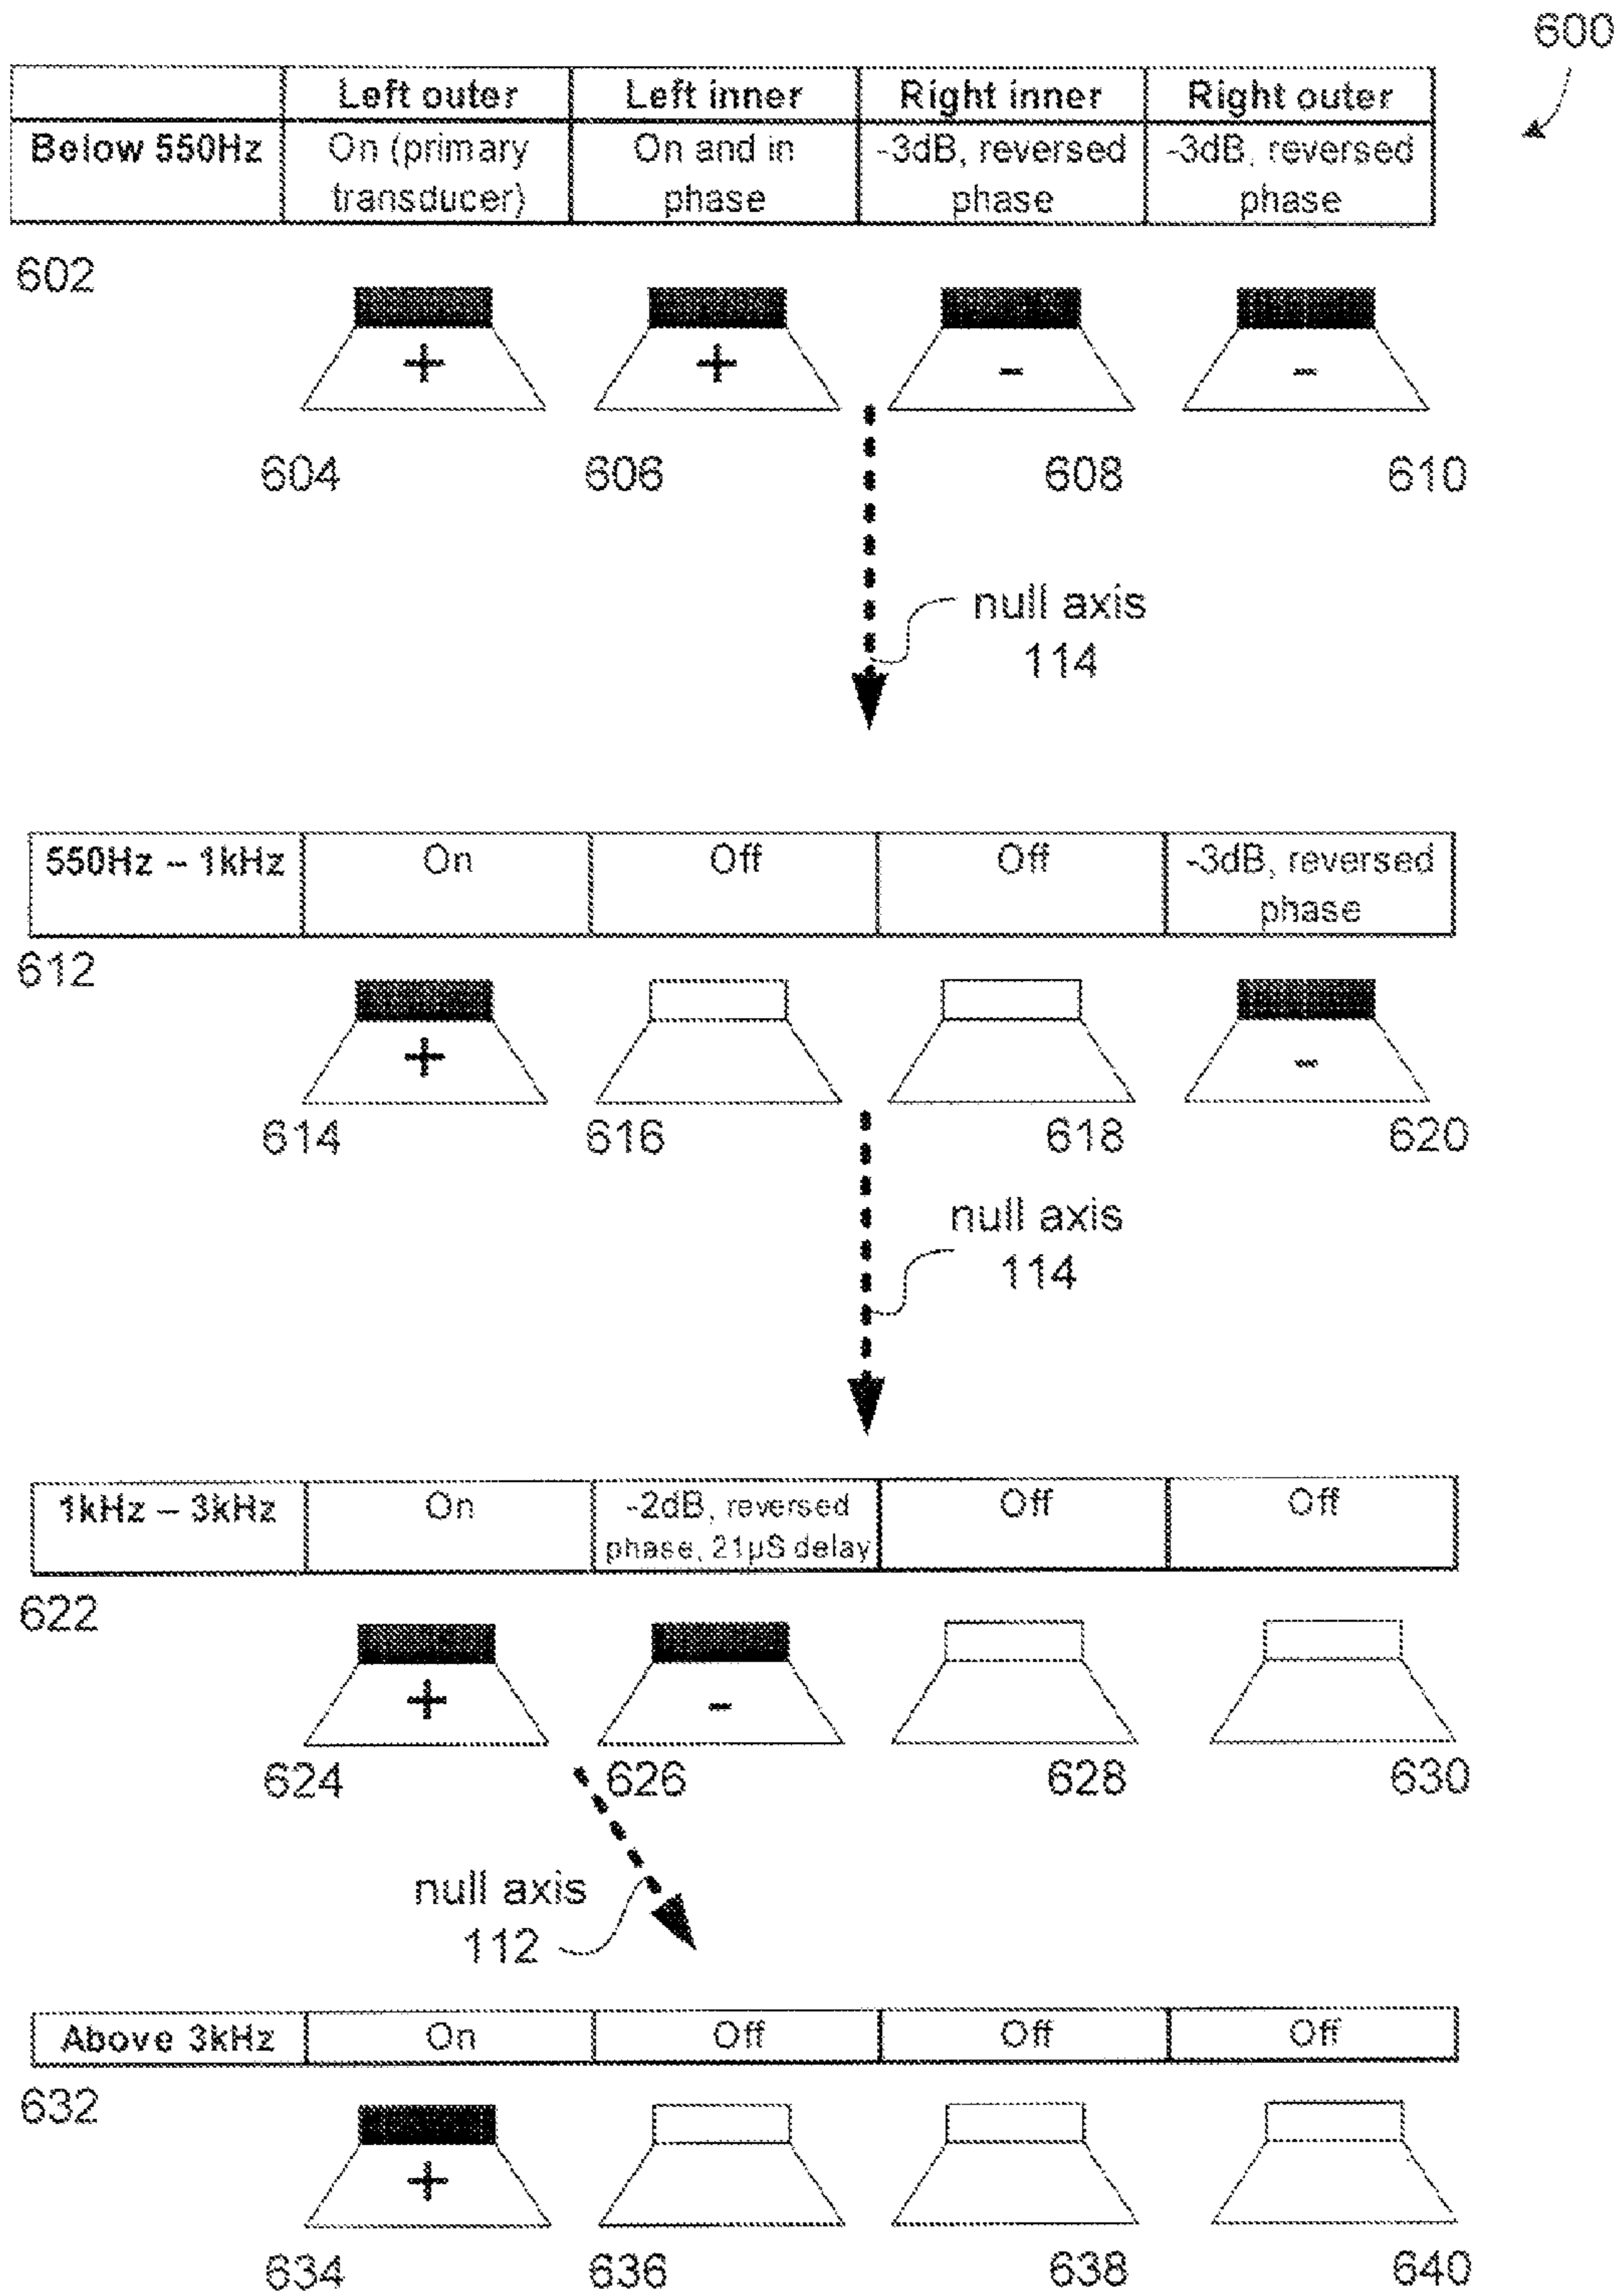 600
Left outer Left inner Right inner Right outer
Below 550Hz On (primary transducer) On and in phase -3dB, reversed phase -3dB, reversed phase
602
+ + - -
604 606 608 610
null axis
114
550Hz – 1kHz On Off Off -3dB, reversed phase
612
+ -
614 616 618 620
null axis
114
1kHz – 3kHz On -2dB, reversed phase, 21µS delay Off Off
622
+ -
624 626 628 630
null axis
112
Above 3kHz On Off Off Off
632
+
634 636 638 640